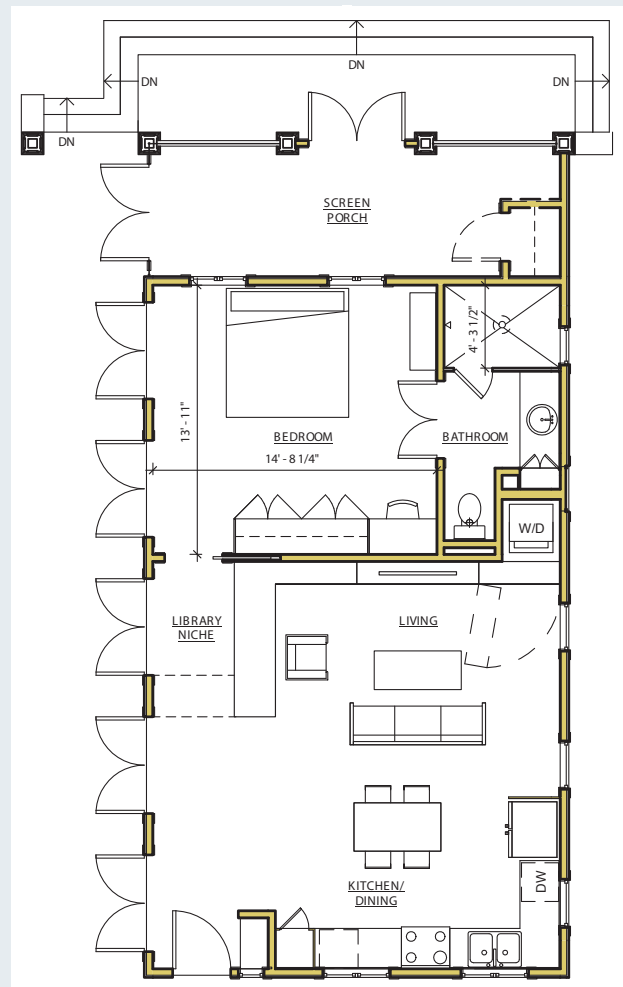 DN
DN
DN
DN
SCREEN
PORCH
4' - 3 1/2"
13' - 11"
BEDROOM
14' - 8 1/4"
BATHROOM
W/D
LIBRARY
NICHE
LIVING
DW
KITCHEN/
DINING